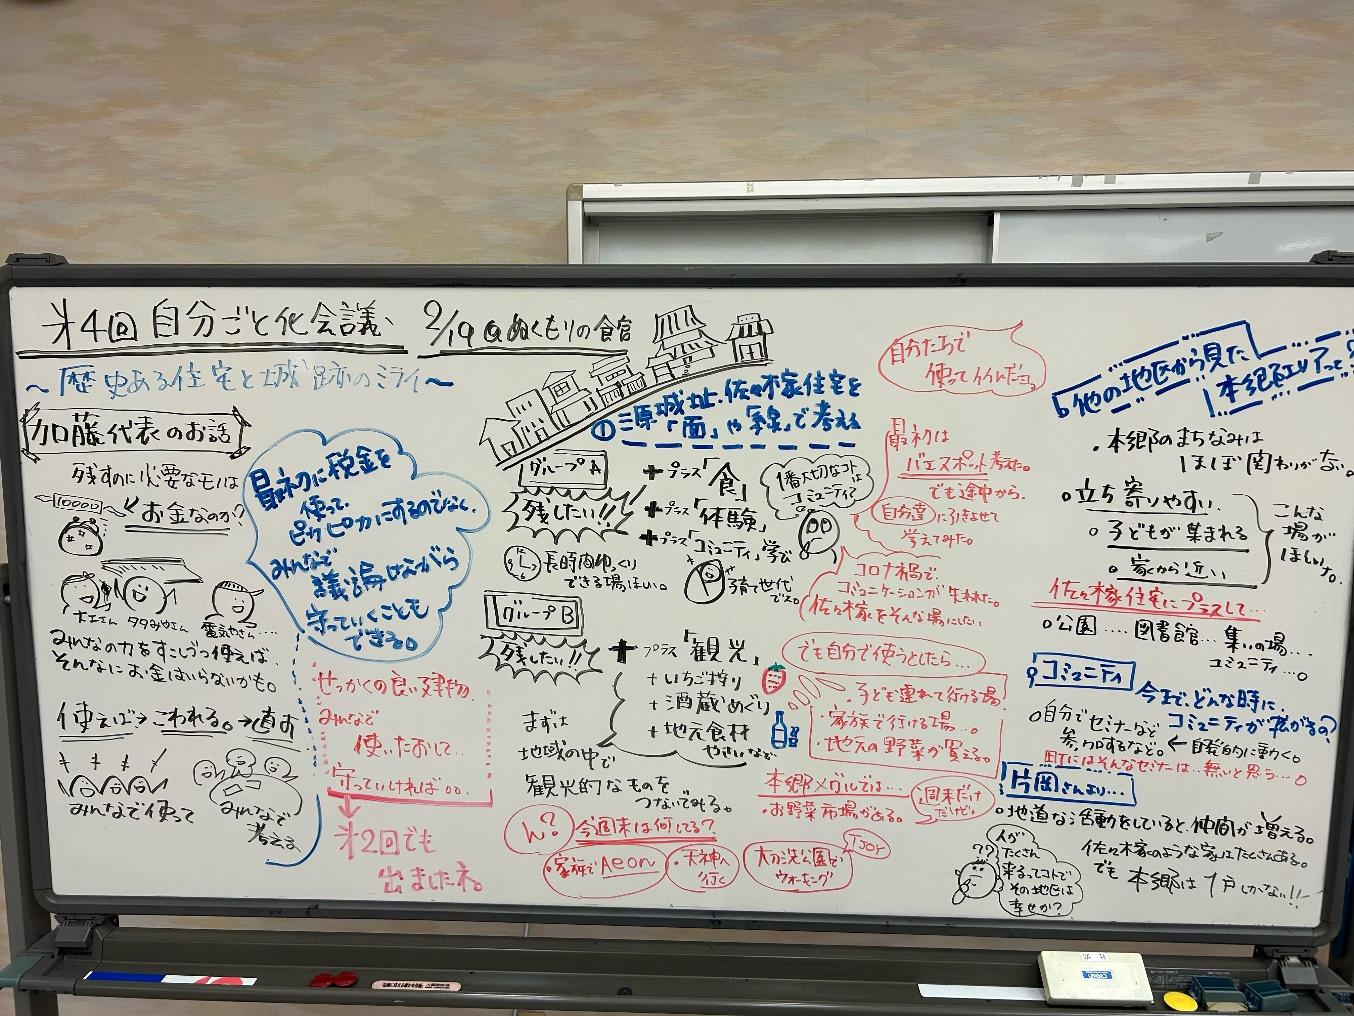 第4回 自分ごと化会議
2/19@ぬくもりの食官
〜歴史ある住宅と城跡のミライ〜
加藤代表のお話
残すのに必要なモノは
10000
お金なのか?
大工さん タタみやさん 電気やさん....
みんなの力をすこしづつ使えば
そんなにお金はいらないかも。
使えば→こわれる。→直す
みんなで使って
みんなで
考える
最初に税金を
使って、
ピカピカにするのでなく、
みんなで
議論しながら
守っていくことも
できる。
せっかくの良い建物
みんなで
使いたおして...
守っていければ。。
第2回でも
出ましたネ。
① 三原城址、佐々木家住宅を
「面」や「線」で考える
グループA
残したい!!
+プラス「食」
+プラス「体験」
+プラス「コミュニティ」学び
1番大切なコトは
コミュニティ?
長時間ゆっくり
できる場はい。
子育て世代
でス。
グループB
残したい!!
+プラス「観光」
+いちご狩り
+酒蔵めぐり
+地元食材
やさいなど
まずは
地域の中で
観光的なものを
つないでみる。
ん?
今週末は何してる?
・家族でAeon
・天神へ
行く
大刀洗公園で
ウォーキング
TJOY
自分たちで
使ってイイんだヨ。
最初は
バエスポット考えた。
でも途中から、
自分達に引きよせて
考えてみた。
コロナ禍で
コミュニケーションが失われた。
佐々木家をそんな場にしたい
でも自分で使うとしたら...
・子ども連れて行ける場
・家族で行ける場...
・地元の野菜が買える。
本郷メグルでは...
・お野菜市場がある。
週末だけ
だけど。
「他の地区から見た
本郷エリアって
・本郷のまちなみは
ほぼ関わりがない。
○立ち寄りやすい
○子どもが集まれる
○家から近い
こんな
場が
ほしいな。
佐々木家住宅にプラスして...
○公園....図書館...集いの場...
コミュニティ...○
コミュニティ
今まで、どんな時に
コミュニティが広がるの?
○自分でセミナーなど
参加するなど。←自発的に動く。
町にはそんなセミナーは...無いと思う...○
片岡さんより...
○地道な活動をしていると、仲間が増える。
佐々木家のような家はたくさんある。
でも 本郷は1戸しかない!!
人が
たくさん
来るってコトで
その地区は
幸せか?
??